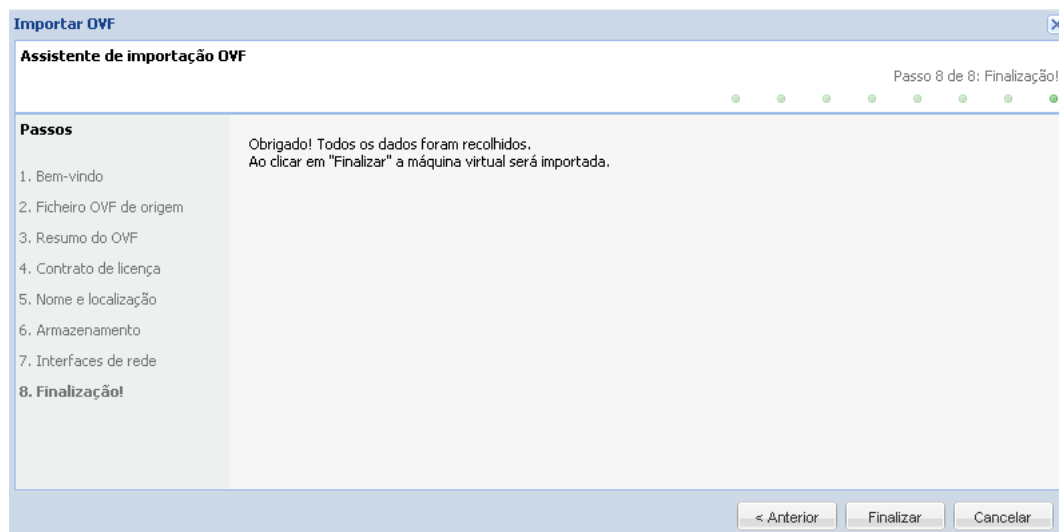 Importar OVF
Assistente de importação OVF
Passo 8 de 8: Finalização!
Passos
1. Bem-vindo
2. Ficheiro OVF de origem
3. Resumo do OVF
4. Contrato de licença
5. Nome e localização
6. Armazenamento
7. Interfaces de rede
8. Finalização!
Obrigado! Todos os dados foram recolhidos.
Ao clicar em "Finalizar" a máquina virtual será importada.
< Anterior
Finalizar
Cancelar